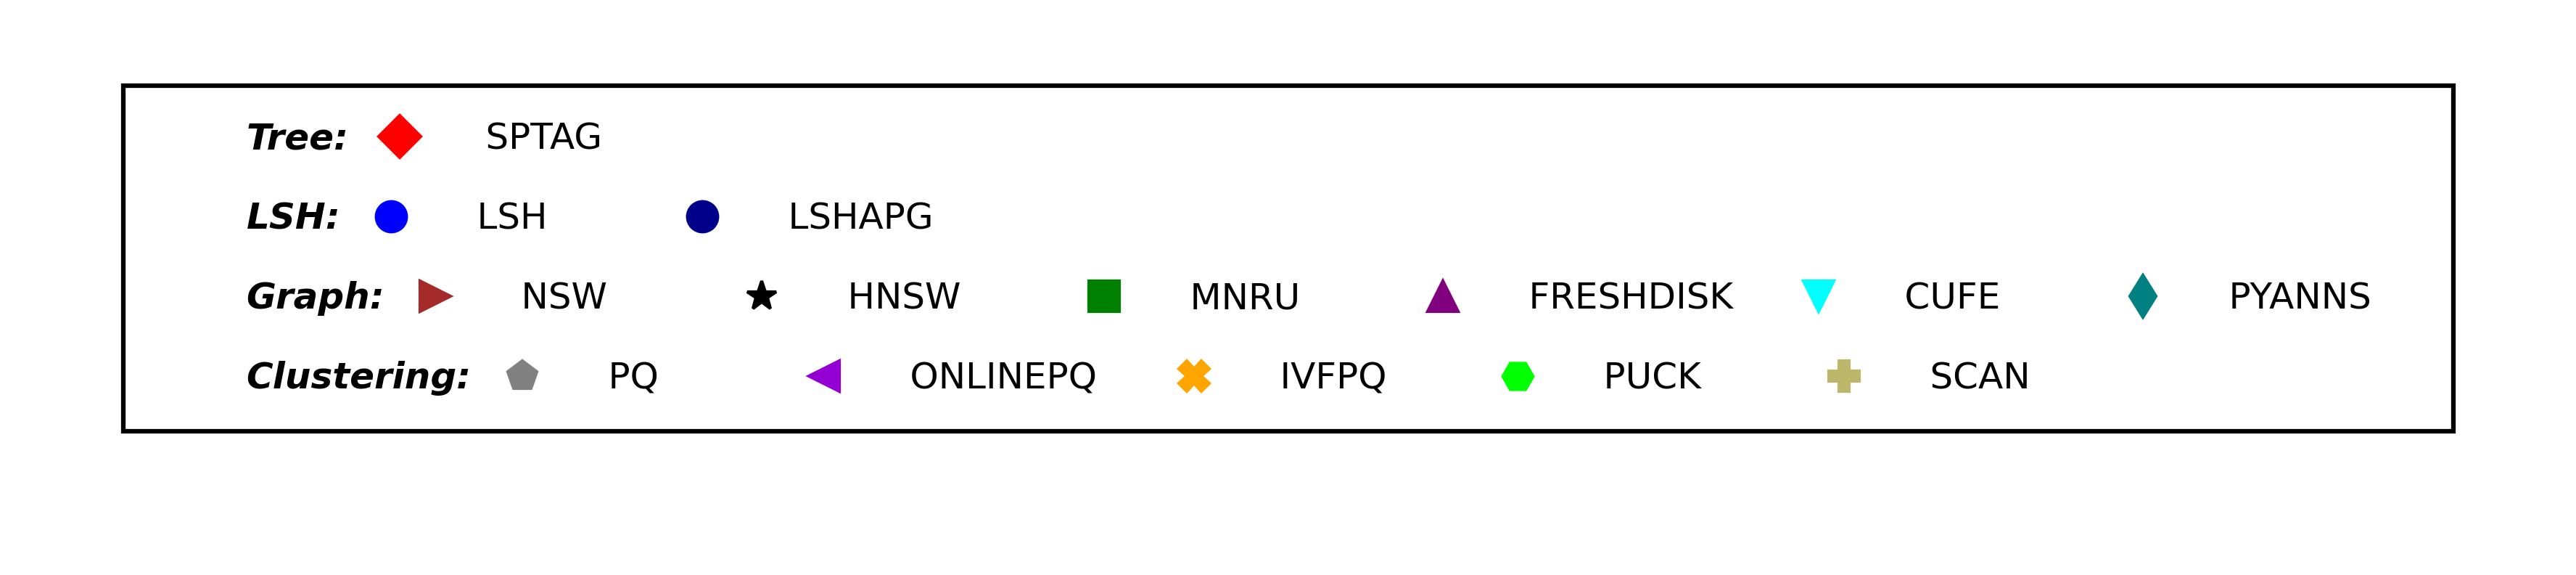 Tree: SPTAG
LSH: LSH LSHAPG
Graph: NSW HNSW MNRU FRESHDISK CUFE PYANNS
Clustering: PQ ONLINEPQ IVFPQ PUCK SCAN